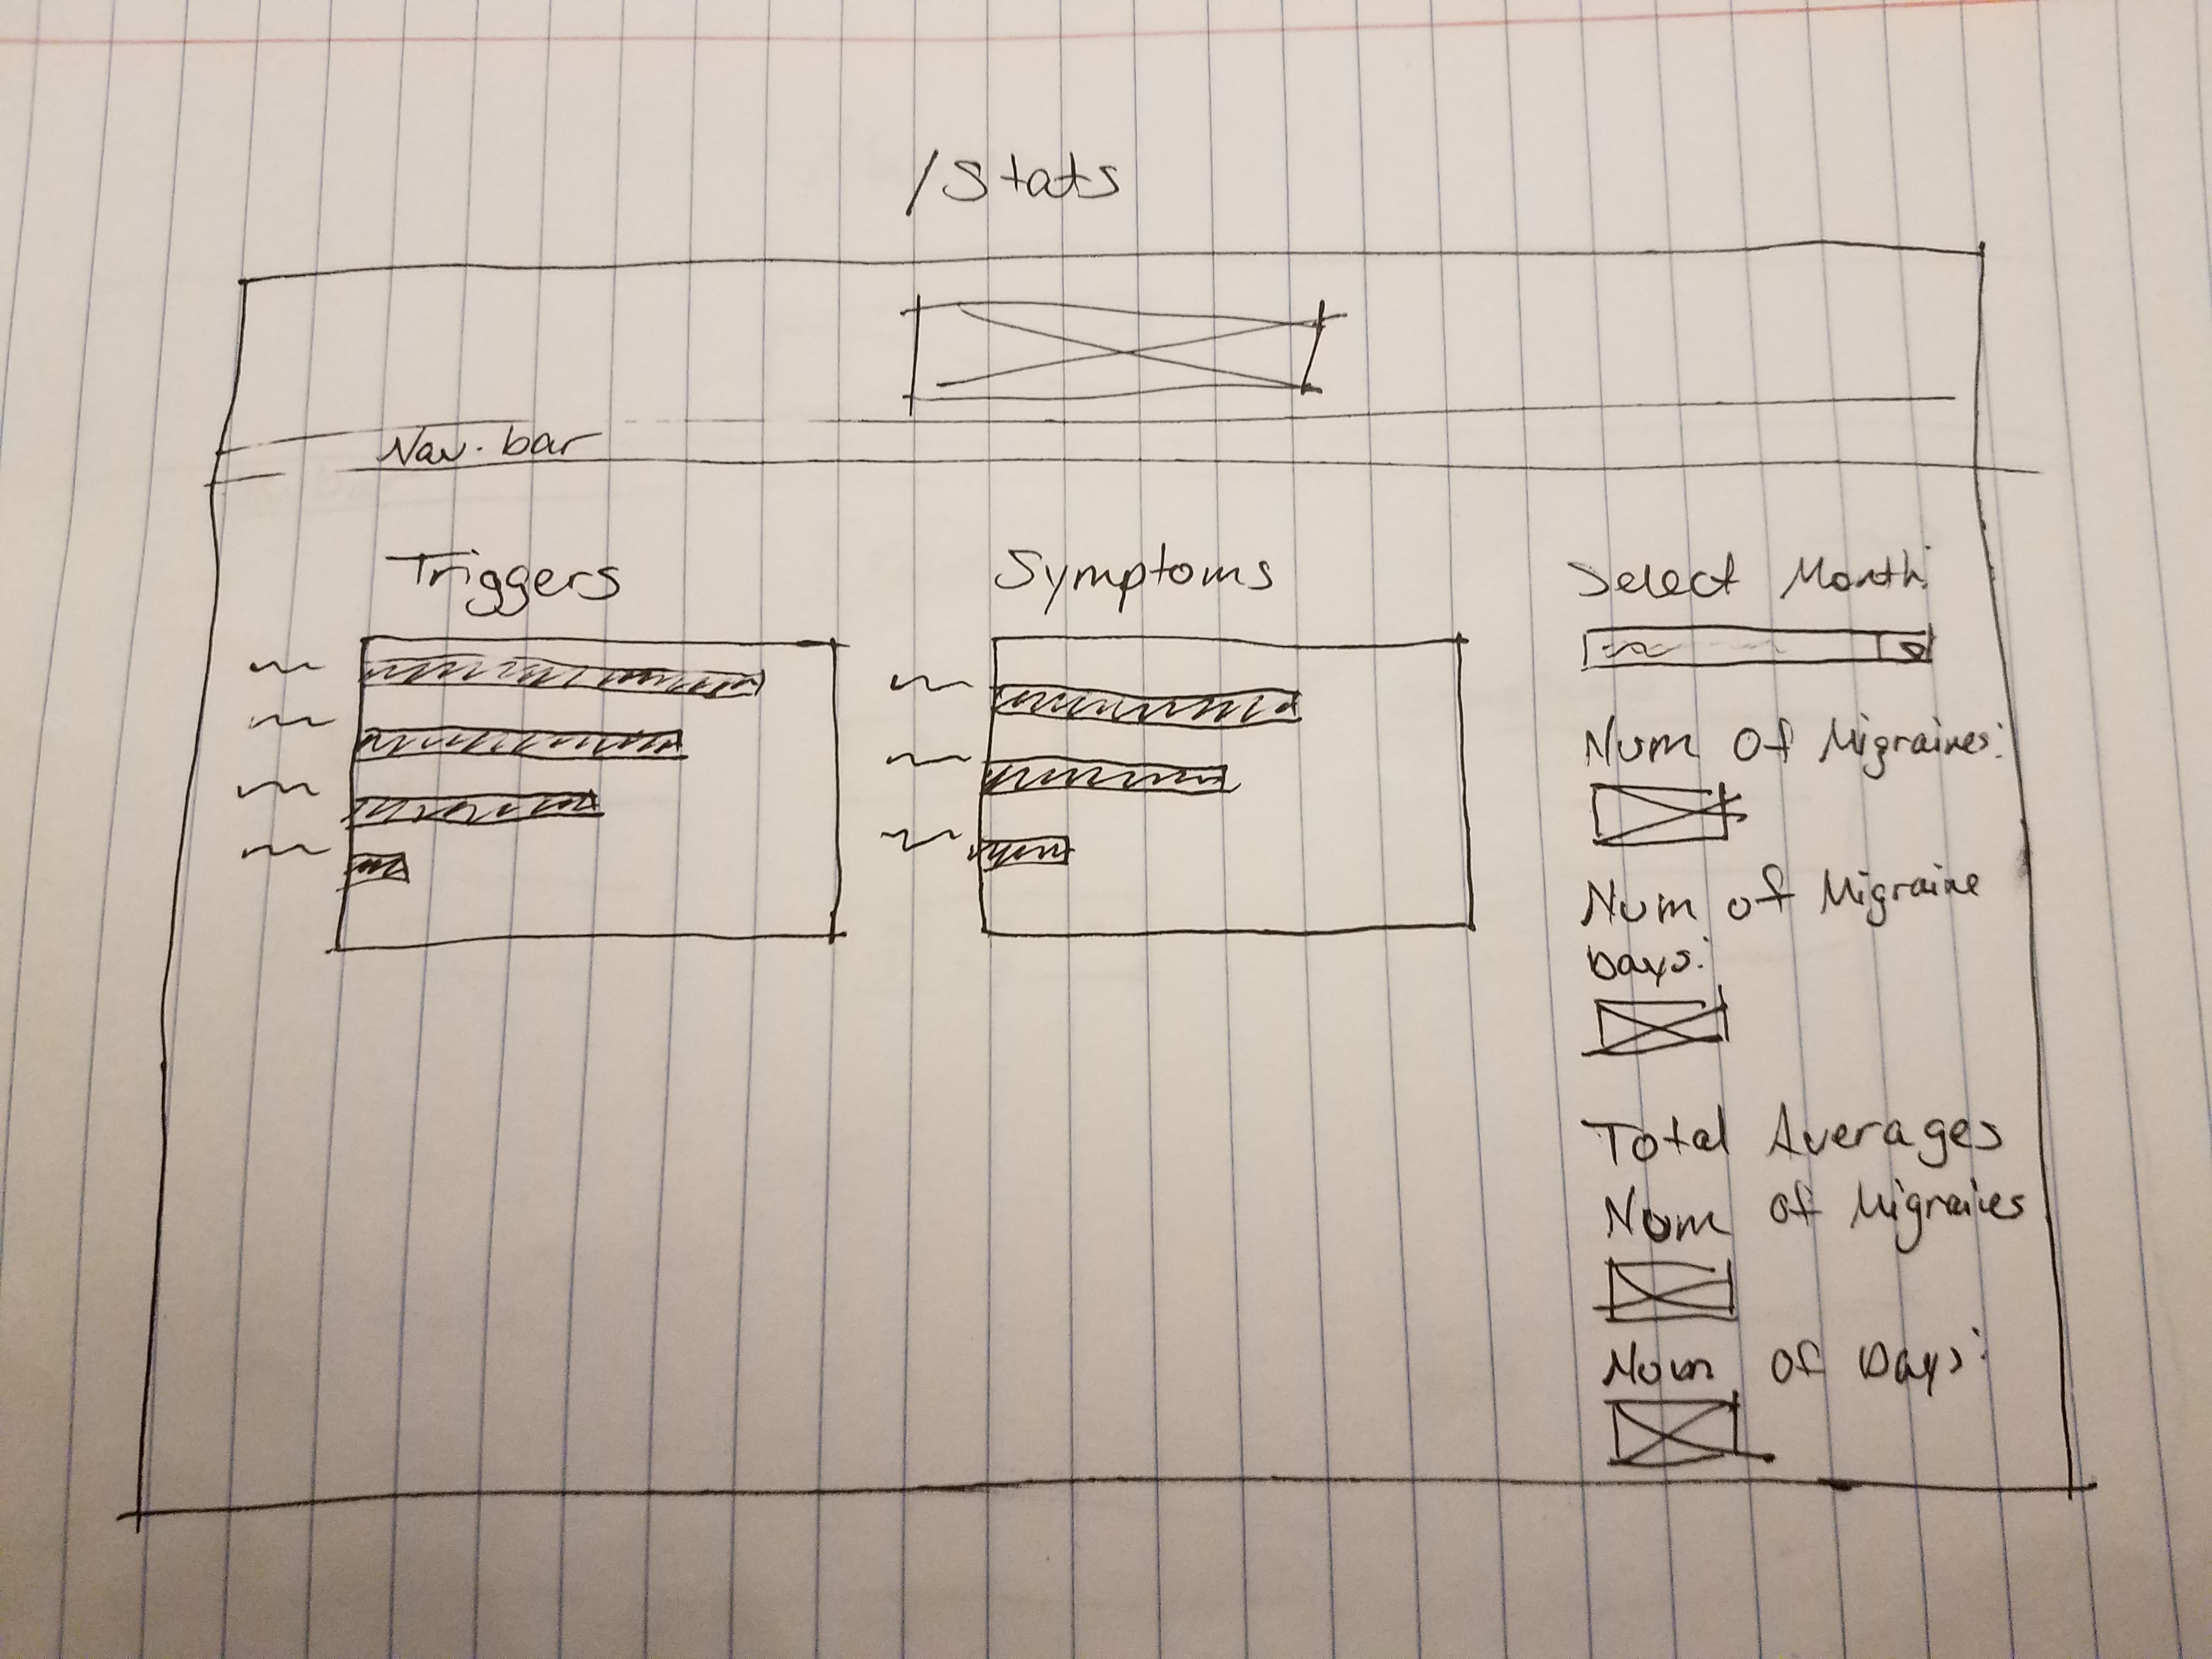 /Stats
Nav. bar
Triggers
Symptoms
Select Month:
Num Of Migraines:
Num of Migraine
Days:
Total Averages
Num of Migraines
Num Of Days: